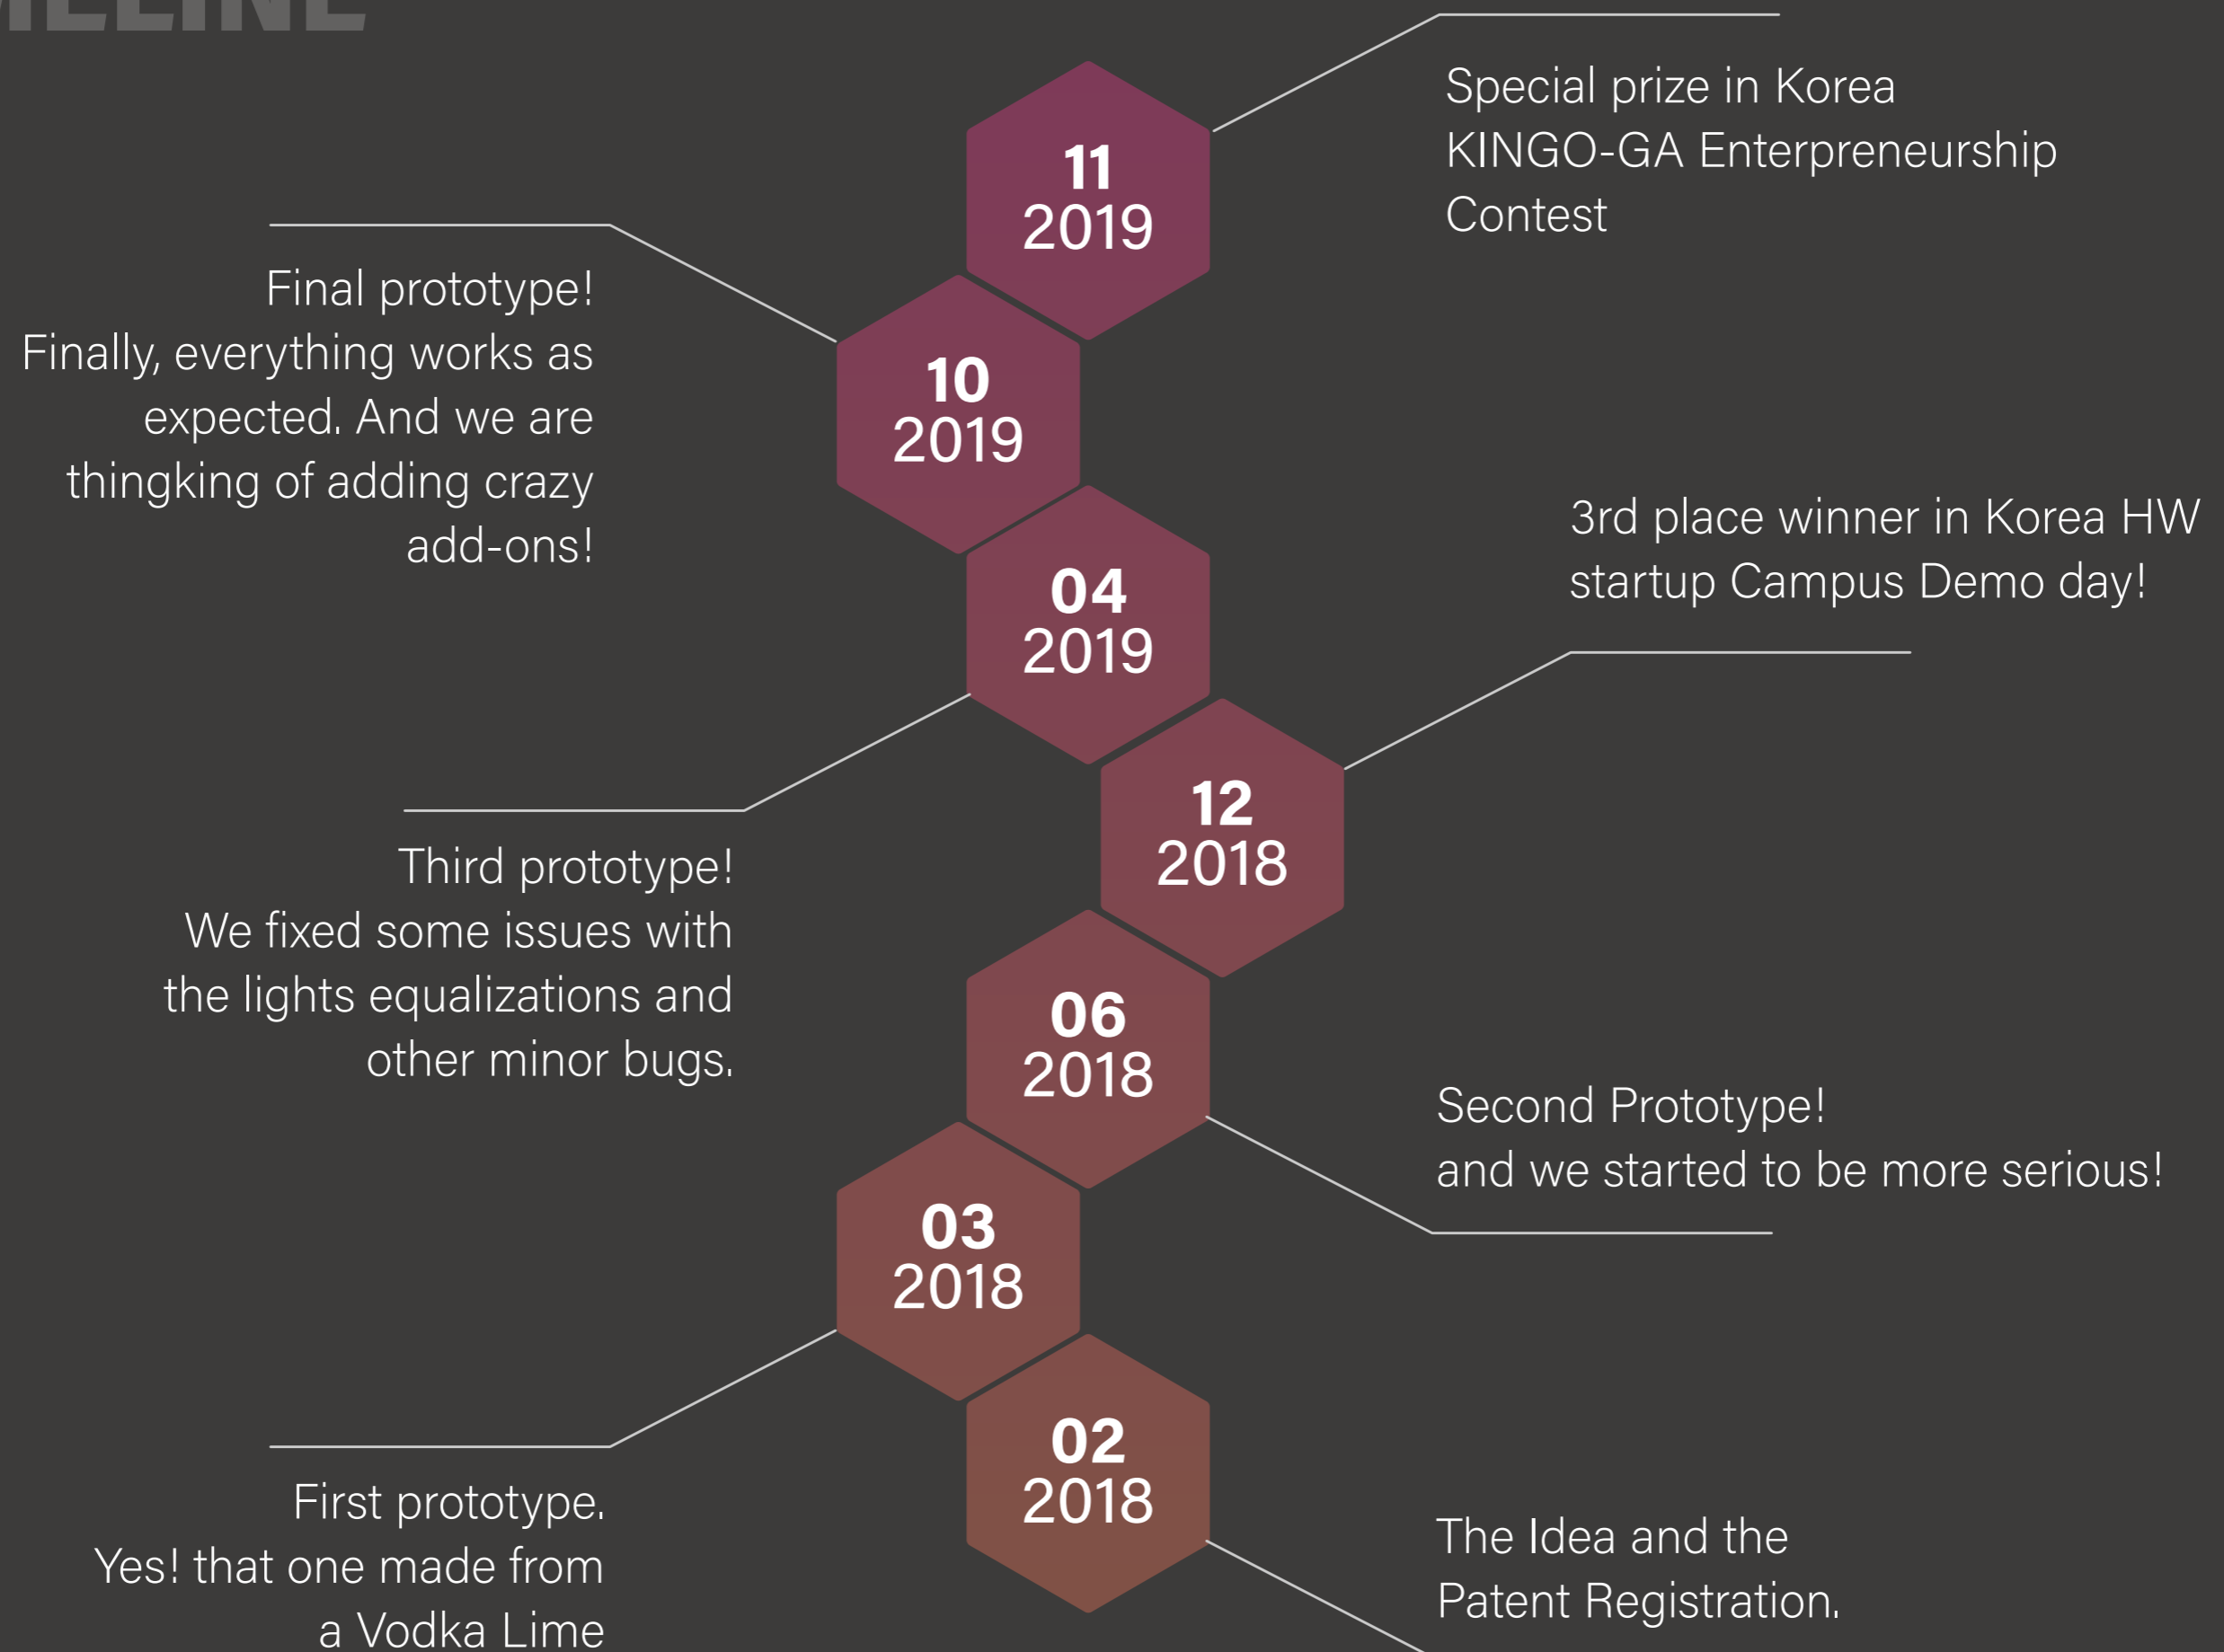 11
2019
Special prize in Korea
KINGO-GA Enterpreneurship
Contest
10
2019
Final prototype!
Finally, everything works as
expected. And we are
thingking of adding crazy
add-ons!
04
2019
Third prototype!
We fixed some issues with
the lights equalizations and
other minor bugs.
12
2018
3rd place winner in Korea HW
startup Campus Demo day!
06
2018
Second Prototype!
and we started to be more serious!
03
2018
First prototype.
Yes! that one made from
a Vodka Lime
02
2018
The Idea and the
Patent Registration.